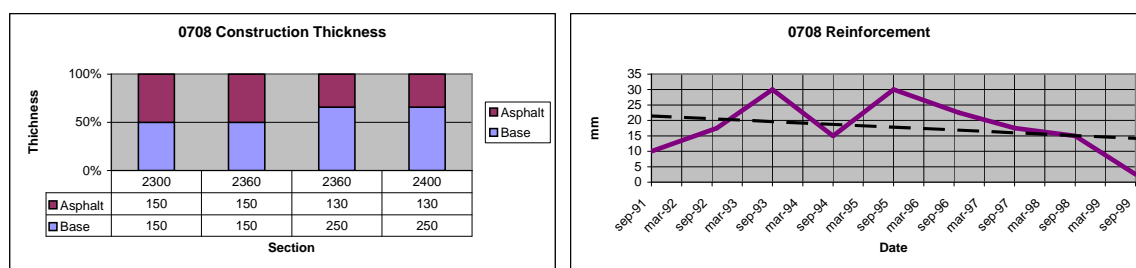 0708 Construction Thickness
Thichness
100%
50%
0%
2300 2360 2360 2400
Asphalt 150 150 130 130
Base 150 150 250 250
Section
Asphalt
Base
0708 Reinforcement
mm
35
30
25
20
15
10
5
0
sep-91 mar-92 sep-92 mar-93 sep-93 mar-94 sep-94 mar-95 sep-95 mar-96 sep-96 mar-97 sep-97 mar-98 sep-98 mar-99 sep-99
Date